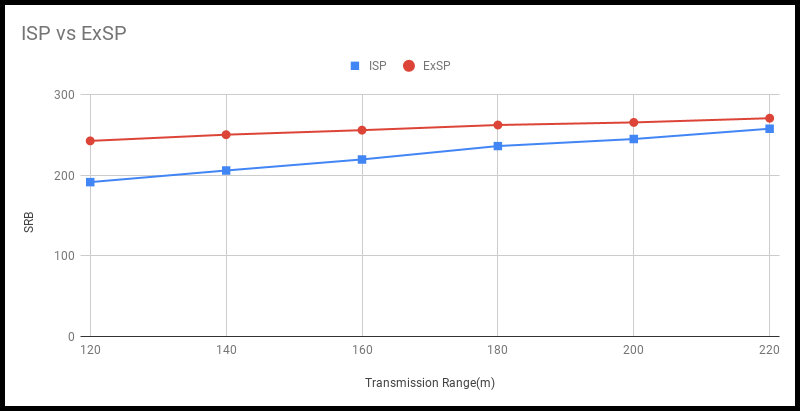 ISP vs ExSP
ISP ExSP
300
200
100
0
SRB
120 140 160 180 200 220
Transmission Range(m)